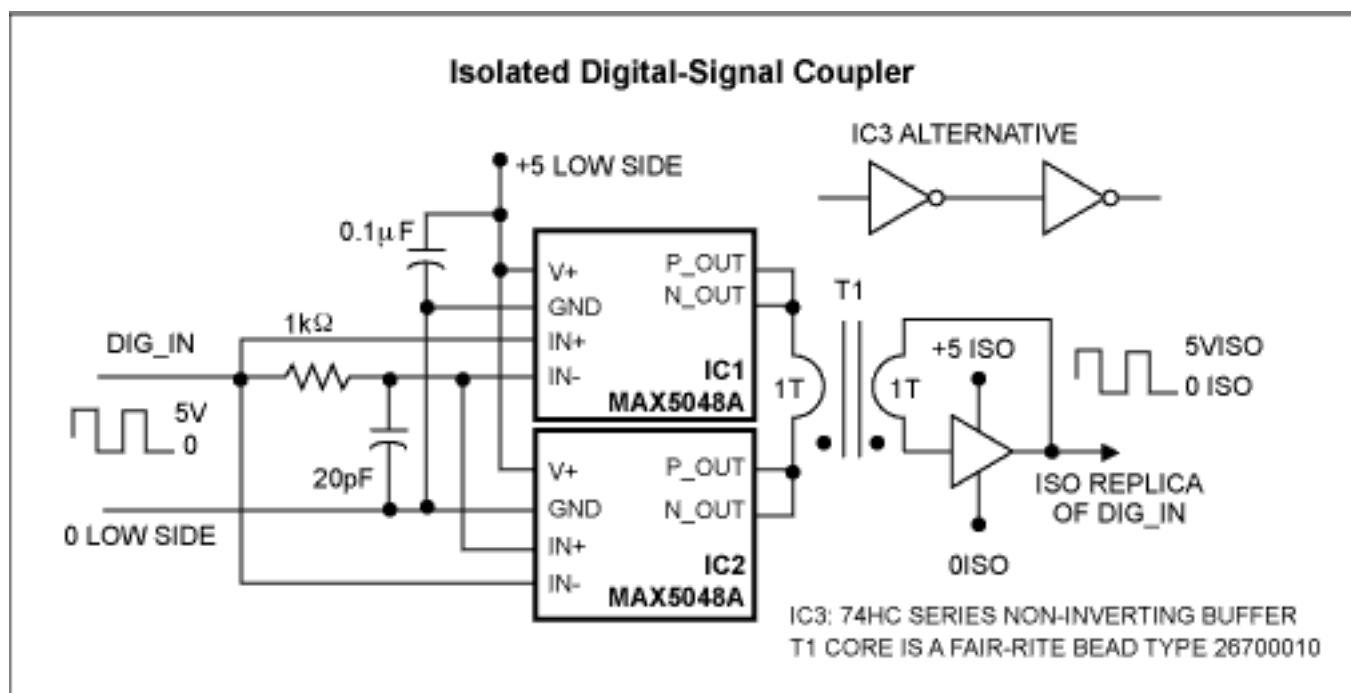 Isolated Digital-Signal Coupler
IC3 ALTERNATIVE
+5 LOW SIDE
0.1μF
V+
GND
IN+
IN-
P_OUT
N_OUT
IC1
MAX5048A
T1
1kΩ
DIG_IN
5V
0
20pF
0 LOW SIDE
1T
1T
+5 ISO
0ISO
5VISO
0 ISO
ISO REPLICA
OF DIG_IN
V+
GND
IN+
IN-
P_OUT
N_OUT
IC2
MAX5048A
IC3: 74HC SERIES NON-INVERTING BUFFER
T1 CORE IS A FAIR-RITE BEAD TYPE 26700010